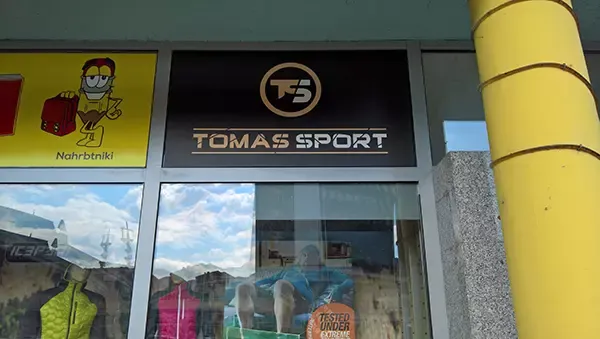 TS
TOMAS SPORT
Nahrbtniki
TESTED
UNDER
EXTREME